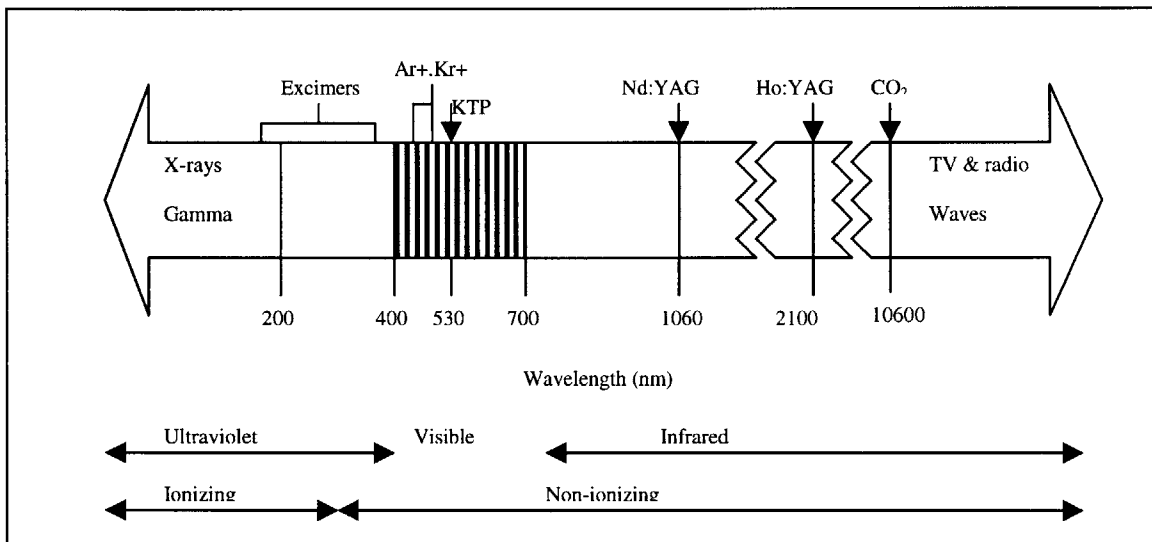 Ar+.Kr+
Excimers Nd:YAG Ho:YAG CO2
KTP
X-rays TV & radio
Gamma Waves
200 400 530 700 1060 2100 10600
Wavelength (nm)
Ultraviolet Visible Infrared
Ionizing Non-ionizing